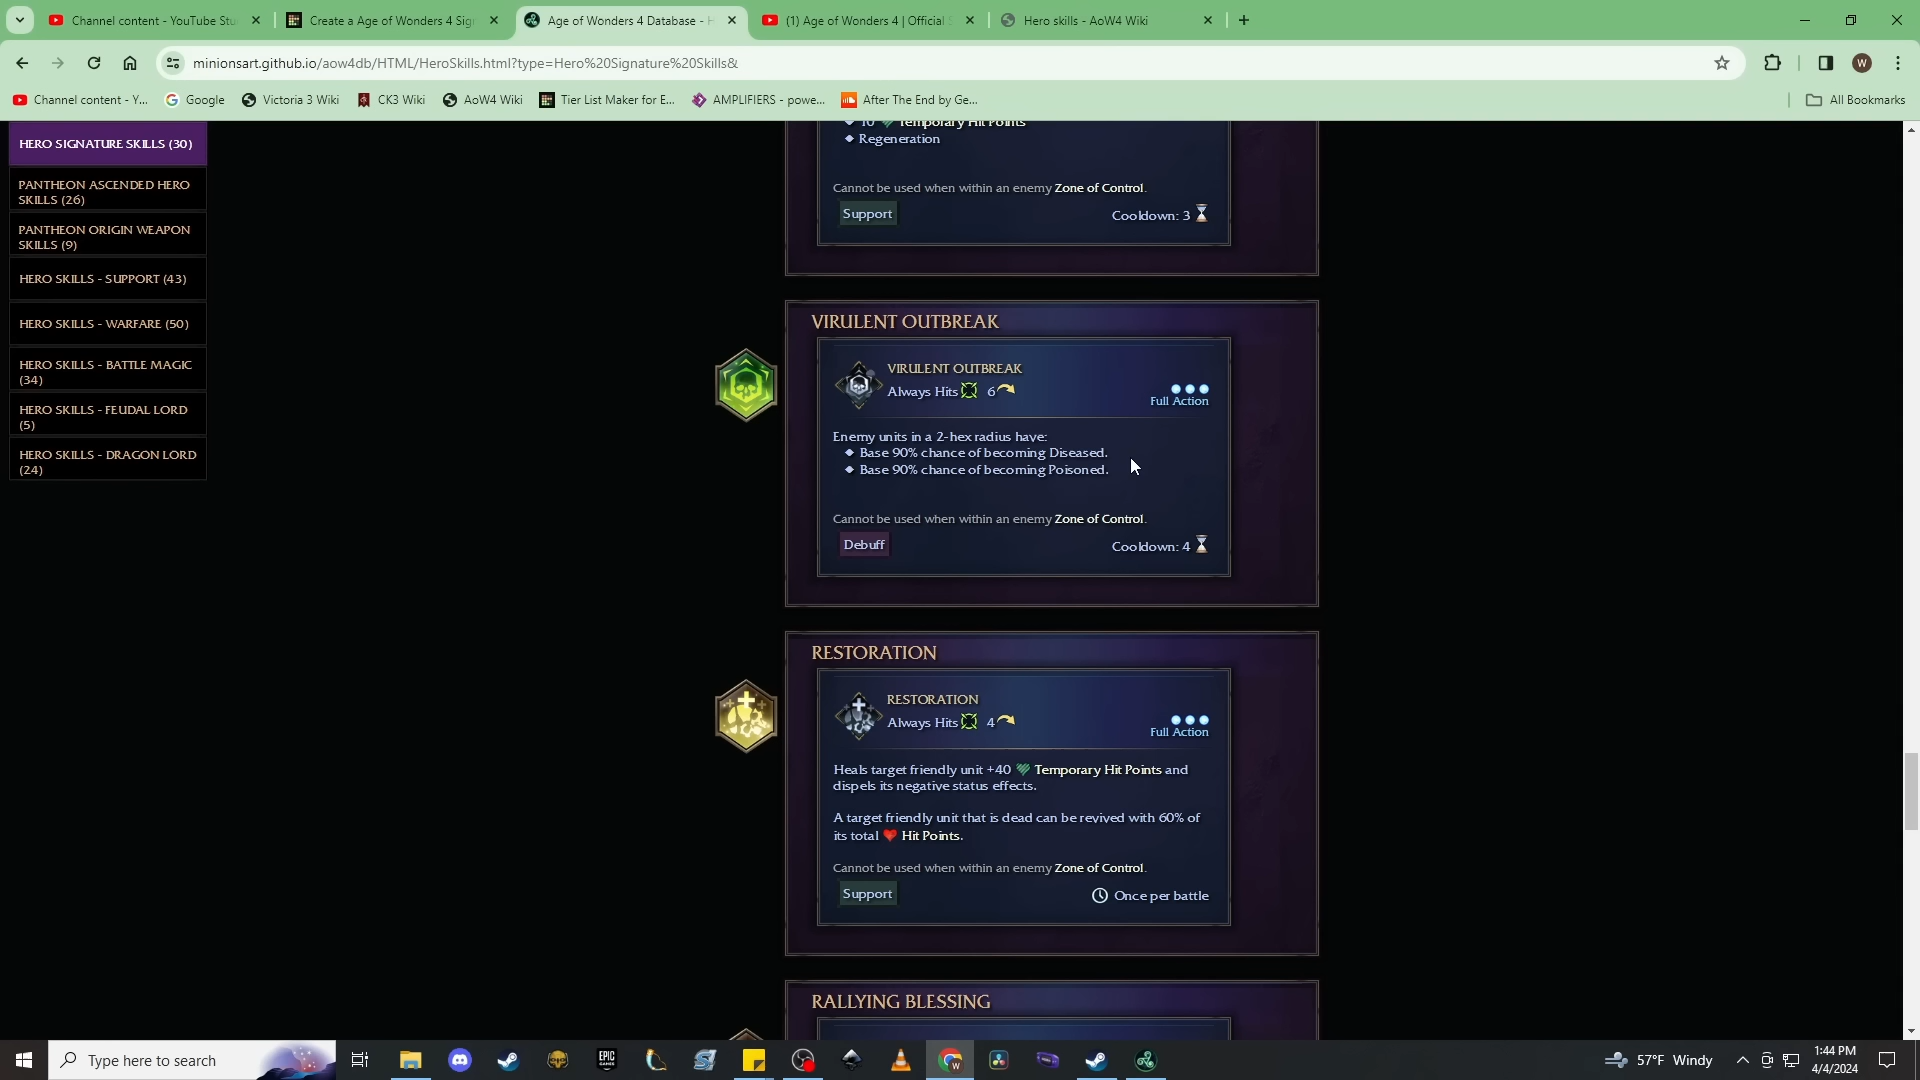 Channel content - YouTube Stu
Create a Age of Wonders 4 Sig
Age of Wonders 4 Database - H
(1) Age of Wonders 4 | Official S
Hero skills - AoW4 Wiki
minionsart.github.io/aow4db/HTML/HeroSkills.html?type=Hero%20Signature%20Skills&
W
Channel content - Y...
Google
Victoria 3 Wiki
CK3 Wiki
AoW4 Wiki
Tier List Maker for E...
AMPLIFIERS - powe...
After The End by Ge...
All Bookmarks
HERO SIGNATURE SKILLS (30)
PANTHEON ASCENDED HERO
SKILLS (26)
PANTHEON ORIGIN WEAPON
SKILLS (9)
HERO SKILLS - SUPPORT (43)
HERO SKILLS - WARFARE (50)
HERO SKILLS - BATTLE MAGIC
(34)
HERO SKILLS - FEUDAL LORD
(5)
HERO SKILLS - DRAGON LORD
(24)
10 Temporary Hit Points
Regeneration
Cannot be used when within an enemy Zone of Control.
Support
Cooldown: 3
VIRULENT OUTBREAK
VIRULENT OUTBREAK
Always Hits 6
Full Action
Enemy units in a 2-hex radius have:
Base 90% chance of becoming Diseased.
Base 90% chance of becoming Poisoned.
Cannot be used when within an enemy Zone of Control.
Debuff
Cooldown: 4
RESTORATION
RESTORATION
Always Hits 4
Full Action
Heals target friendly unit +40 Temporary Hit Points and
dispels its negative status effects.
A target friendly unit that is dead can be revived with 60% of
its total Hit Points.
Cannot be used when within an enemy Zone of Control.
Support
Once per battle
RALLYING BLESSING
Type here to search
EPIC GAMES
57°F Windy
1:44 PM
4/4/2024